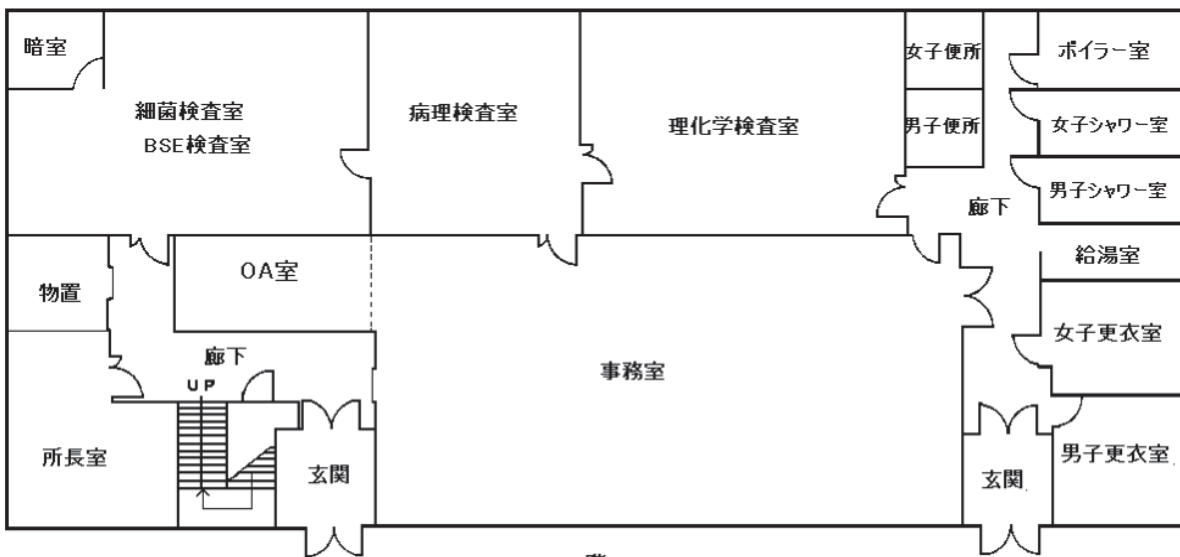 暗室
細菌検査室
BSE検査室
病理検査室
理化学検査室
女子便所
男子便所
ボイラー室
女子シャワー室
男子シャワー室
廊下
給湯室
物置
OA室
女子更衣室
廊下
UP
事務室
所長室
玄関
玄関
男子更衣室